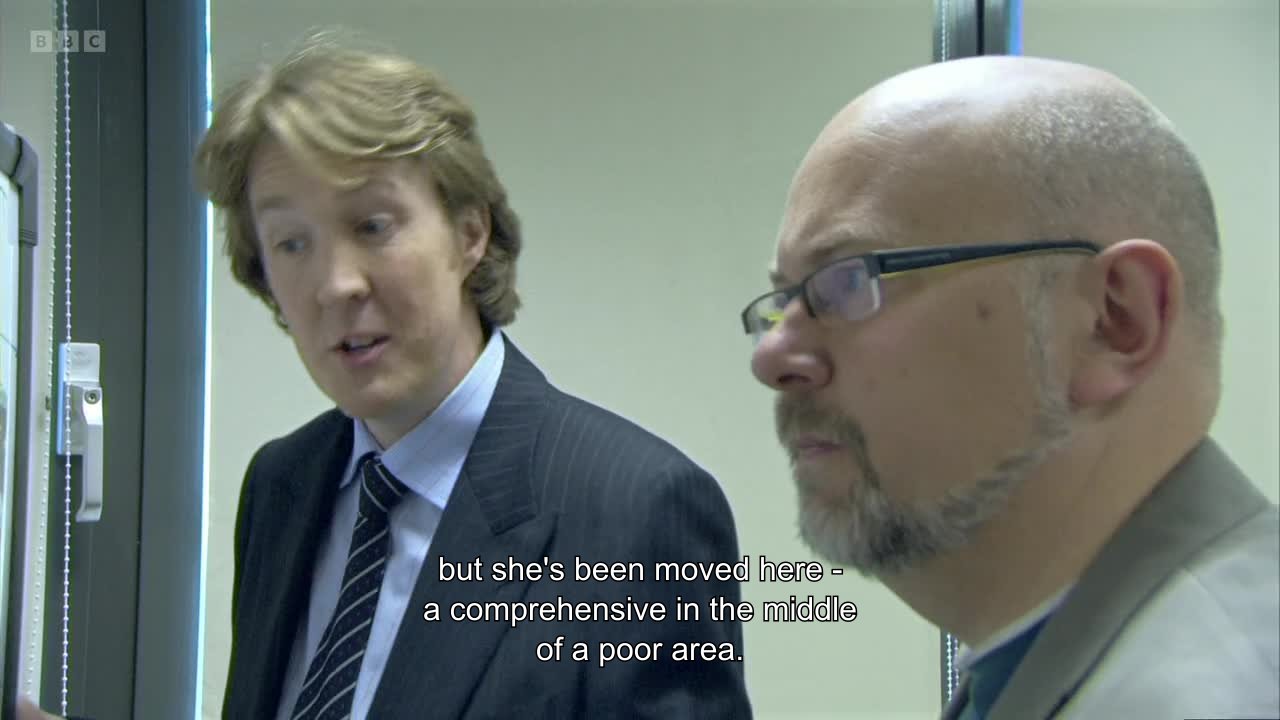 BBC
but she's been moved here -
a comprehensive in the middle
of a poor area.